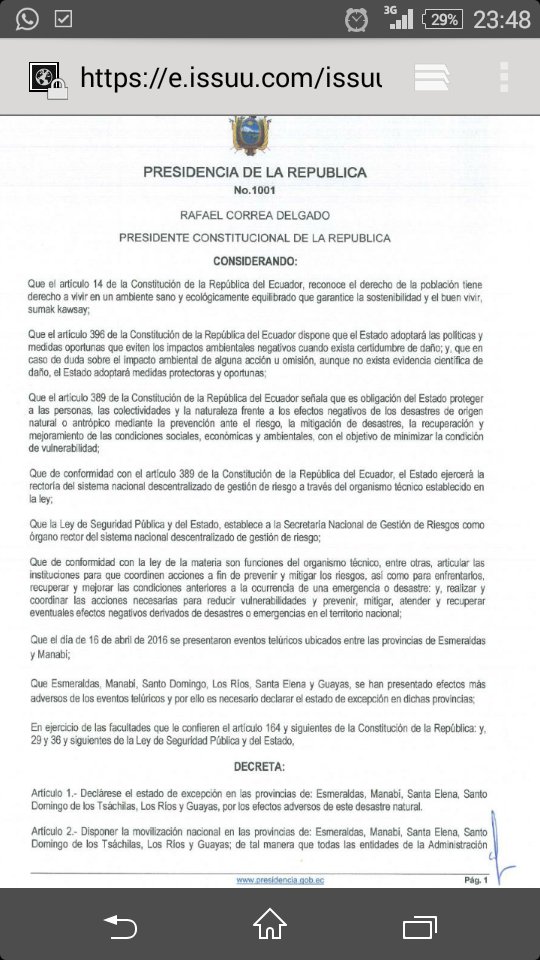 3G
29%
23:48
https://e.issuu.com/issuu
PRESIDENCIA DE LA REPUBLICA
No.1001
RAFAEL CORREA DELGADO
PRESIDENTE CONSTITUCIONAL DE LA REPUBLICA
CONSIDERANDO:
Que el artículo 14 de la Constitución de la República del Ecuador, reconoce el derecho de la población tiene
derecho a vivir en un ambiente sano y ecológicamente equilibrado que garantice la sostenibilidad y el buen vivir,
sumak kawsay;
Que el artículo 396 de la Constitución de la República del Ecuador dispone que el Estado adoptará las políticas y
medidas oportunas que eviten los impactos ambientales negativos cuando exista certidumbre de daño; y, que en
caso de duda sobre el impacto ambiental de alguna acción u omisión, aunque no exista evidencia científica de
daño, el Estado adoptará medidas protectoras y oportunas;
Que el artículo 389 de la Constitución de la República del Ecuador señala que es obligación del Estado proteger
a las personas, las colectividades y la naturaleza frente a los efectos negativos de los desastres de origen
natural o antrópico mediante la prevención ante el riesgo, la mitigación de desastres, la recuperación y
mejoramiento de las condiciones sociales, económicas y ambientales, con el objetivo de minimizar la condición
de vulnerabilidad;
Que de conformidad con el artículo 389 de la Constitución de la República del Ecuador, el Estado ejercerá la
rectoría del sistema nacional descentralizado de gestión de riesgo a través del organismo técnico establecido en
la ley;
Que la Ley de Seguridad Pública y del Estado, establece a la Secretaría Nacional de Gestión de Riesgos como
órgano rector del sistema nacional descentralizado de gestión de riesgo;
Que de conformidad con la ley de la materia son funciones del organismo técnico, entre otras, articular las
instituciones para que coordinen acciones a fin de prevenir y mitigar los riesgos, así como para enfrentarlos,
recuperar y mejorar las condiciones anteriores a la ocurrencia de una emergencia o desastre: y, realizar y
coordinar las acciones necesarias para reducir vulnerabilidades y prevenir, mitigar, atender y recuperar
eventuales efectos negativos derivados de desastres o emergencias en el territorio nacional;
Que el día de 16 de abril de 2016 se presentaron eventos telúricos ubicados entre las provincias de Esmeraldas
y Manabí;
Que Esmeraldas, Manabí, Santo Domingo, Los Ríos, Santa Elena y Guayas, se han presentado efectos más
adversos de los eventos telúricos y por ello es necesario declarar el estado de excepción en dichas provincias;
En ejercicio de las facultades que le confieren el artículo 164 y siguientes de la Constitución de la República: y,
29 y 36 y siguientes de la Ley de Seguridad Pública y del Estado,
DECRETA:
Artículo 1.- Declárese el estado de excepción en las provincias de: Esmeraldas, Manabí, Santa Elena, Santo
Domingo de los Tsáchilas, Los Ríos y Guayas, por los efectos adversos de este desastre natural.
Artículo 2.- Disponer la movilización nacional en las provincias de: Esmeraldas, Manabí, Santa Elena, Santo
Domingo de los Tsáchilas, Los Ríos y Guayas; de tal manera que todas las entidades de la Administración
www.presidencia.gob.ec
Pág. 1